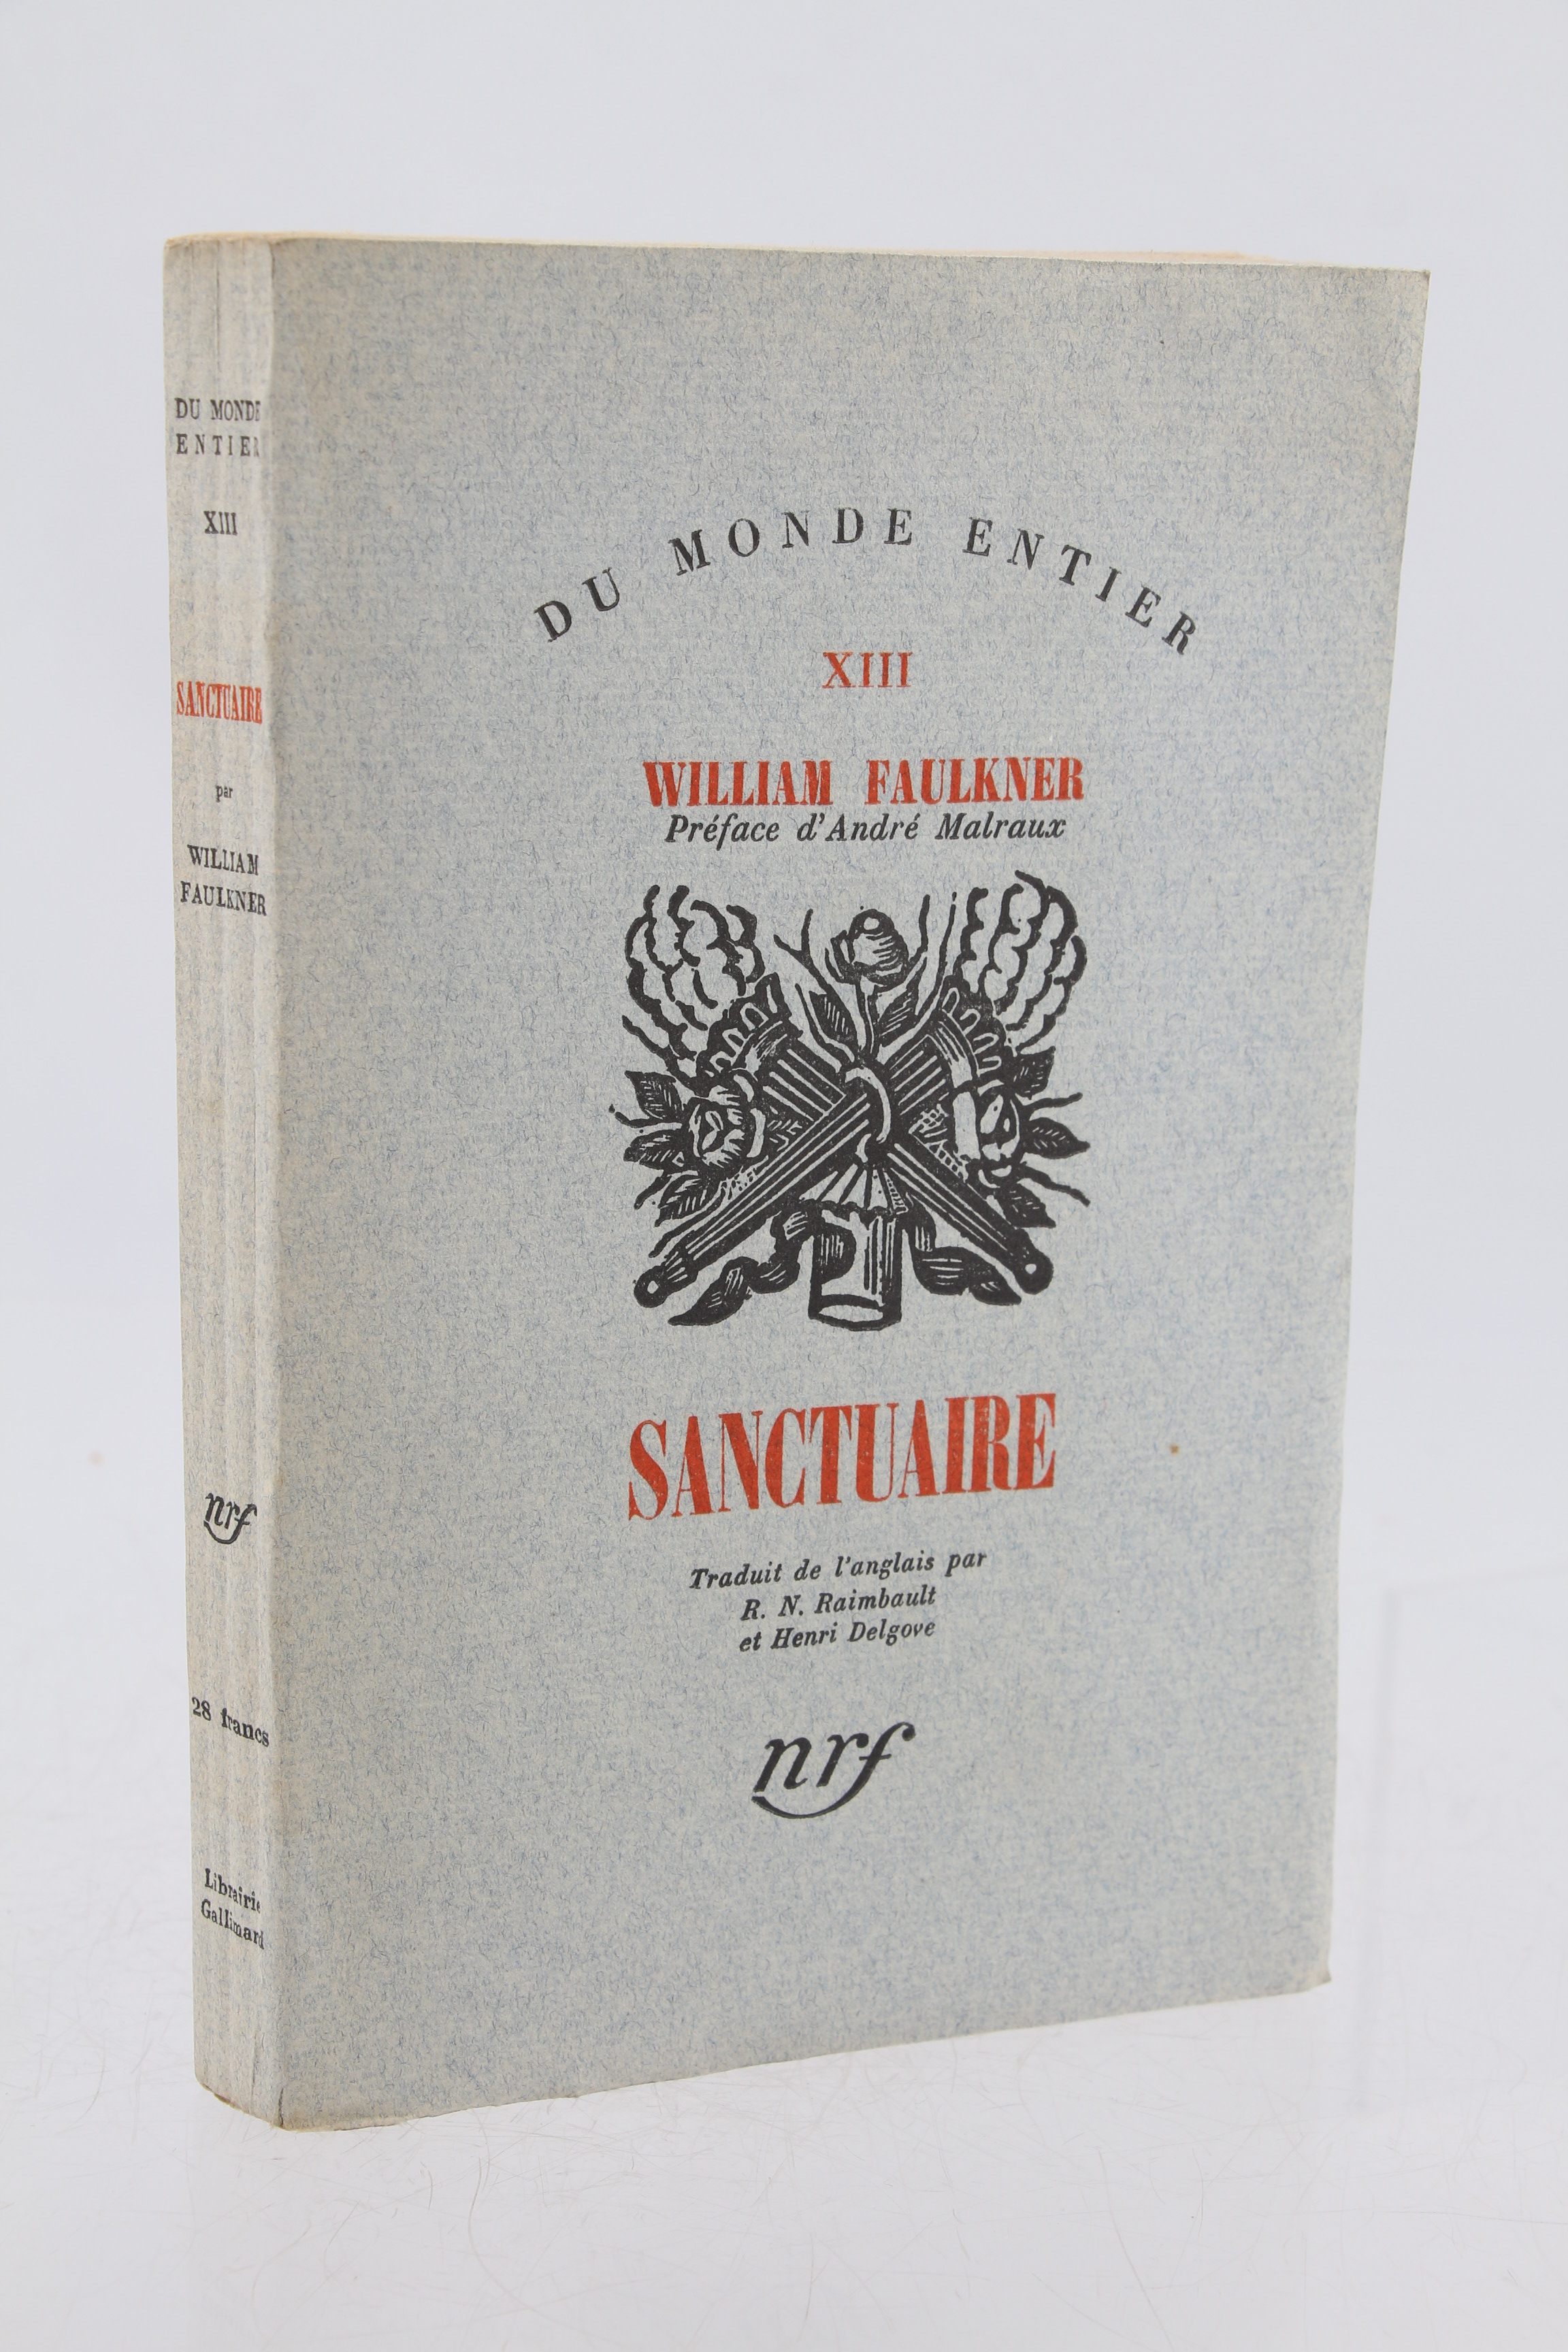 DU MONDE
ENTIER
XIII
SANCTUAIRE
par
WILLIAM
FAULKNER
nrf
28 francs
Librairie
Gallimard
DU MONDE ENTIER
XIII
WILLIAM FAULKNER
Préface d'André Malraux
SANCTUAIRE
Traduit de l'anglais par
R. N. Raimbault
et Henri Delgove
nrf